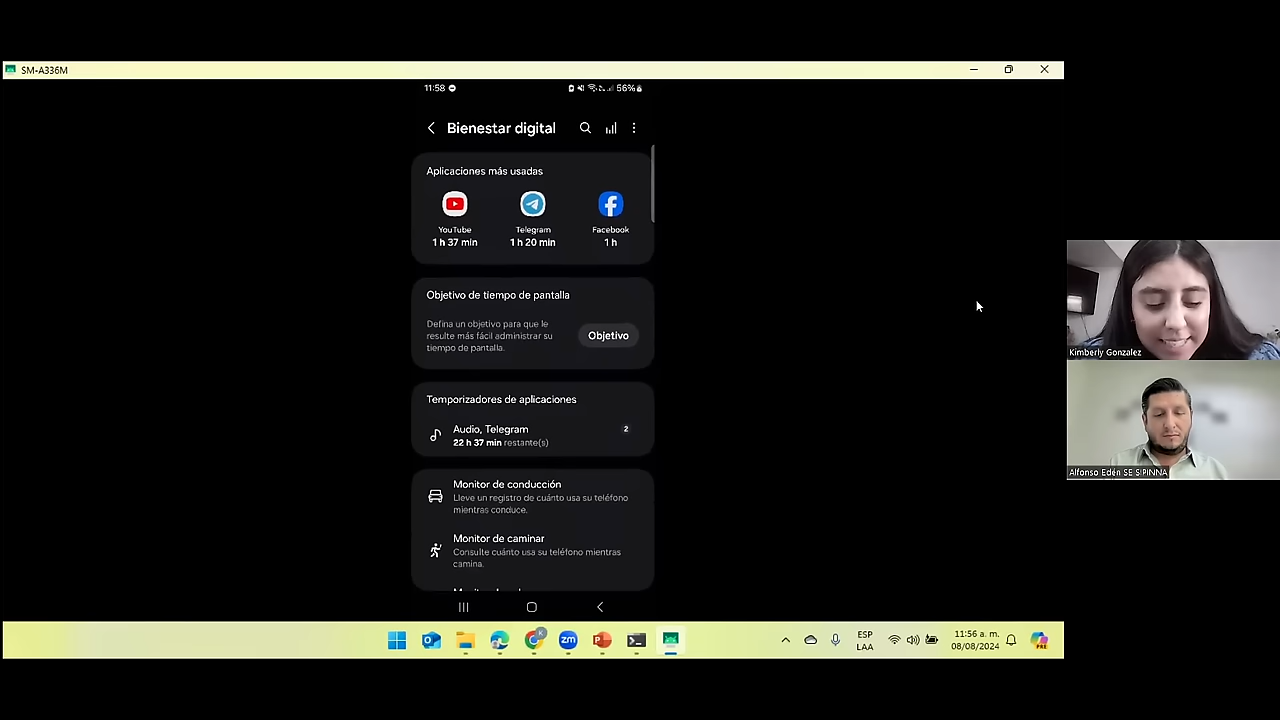 SM-A336M
11:58
56%
Bienestar digital
Aplicaciones más usadas
YouTube
1 h 37 min
Telegram
1 h 20 min
Facebook
1 h
Objetivo de tiempo de pantalla
Defina un objetivo para que le
resulte más fácil administrar su
tiempo de pantalla.
Objetivo
Temporizadores de aplicaciones
Audio, Telegram
22 h 37 min restante(s)
2
Monitor de conducción
Lleve un registro de cuánto usa su teléfono
mientras conduce.
Monitor de caminar
Consulte cuánto usa su teléfono mientras
camina.
Kimberly Gonzalez
Alfonso Edén SE SIPINNA
zm
K
ESP
LAA
11:56 a. m.
08/08/2024
PRE